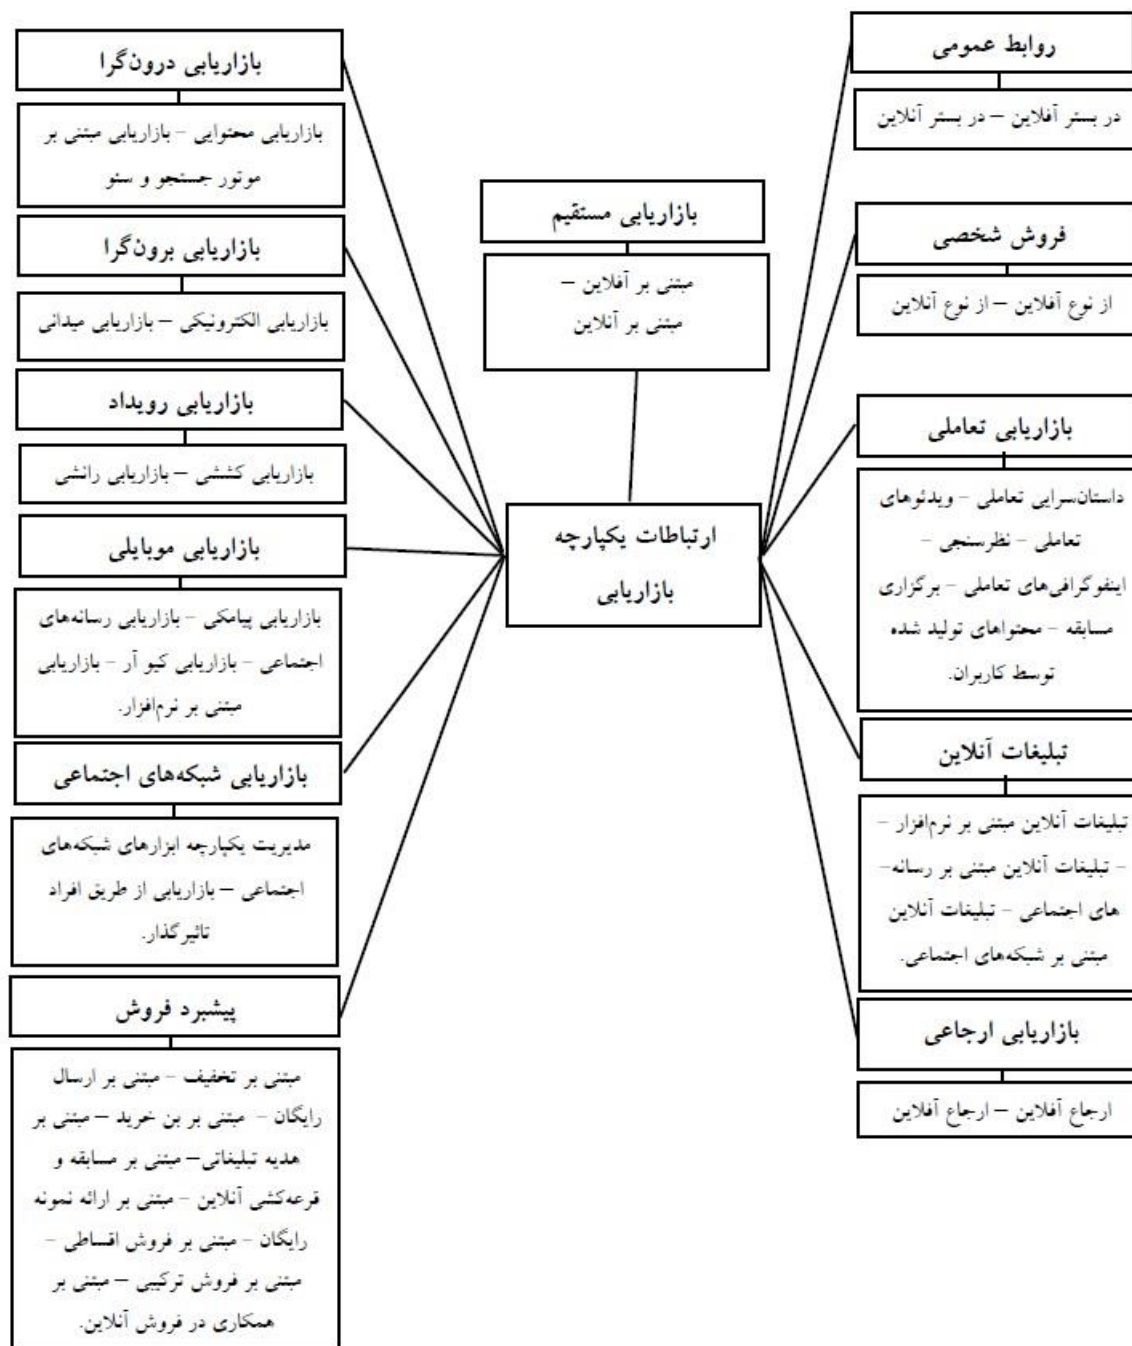 روابط عمومی
در بستر آفلاین – در بستر آنلاین
فروش شخصی
از نوع آفلاین – از نوع آنلاین
بازاریابی تعاملی
داستان‌سرایی تعاملی – ویدئوهای
تعاملی – نظرسنجی –
اینفوگرافی‌های تعاملی – برگزاری
مسابقه – محتواهای تولید شده
توسط کاربران.
تبلیغات آنلاین
تبلیغات آنلاین مبتنی بر نرم‌افزار –
– تبلیغات آنلاین مبتنی بر رسانه–
های اجتماعی – تبلیغات آنلاین
مبتنی بر شبکه‌های اجتماعی.
بازاریابی ارجاعی
ارجاع آفلاین – ارجاع آفلاین
بازاریابی مستقیم
مبتنی بر آفلاین –
مبتنی بر آنلاین
ارتباطات یکپارچه
بازاریابی
بازاریابی درون‌گرا
بازاریابی محتوایی – بازاریابی مبتنی بر
موتور جستجو و سئو
بازاریابی برون‌گرا
بازاریابی الکترونیکی – بازاریابی میدانی
بازاریابی رویداد
بازاریابی کششی – بازاریابی رانشی
بازاریابی موبایلی
بازاریابی پیامکی – بازاریابی رسانه‌های
اجتماعی – بازاریابی کیو آر – بازاریابی
مبتنی بر نرم‌افزار.
بازاریابی شبکه‌های اجتماعی
مدیریت یکپارچه ابزارهای شبکه‌های
اجتماعی – بازاریابی از طریق افراد
تاثیرگذار.
پیشبرد فروش
مبتنی بر تخفیف – مبتنی بر ارسال
رایگان – مبتنی بر بن خرید – مبتنی بر
هدیه تبلیغاتی– مبتنی بر مسابقه و
قرعه‌کشی آنلاین – مبتنی بر ارائه نمونه
رایگان – مبتنی بر فروش اقساطی –
مبتنی بر فروش ترکیبی – مبتنی بر
همکاری در فروش آنلاین.